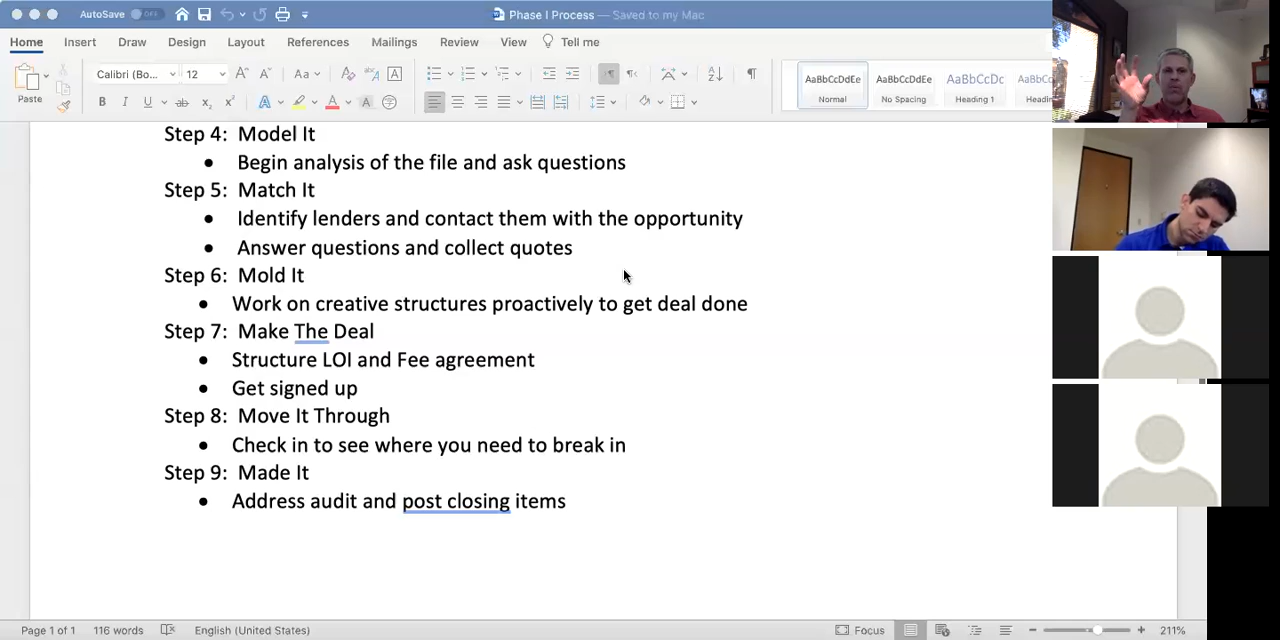 AutoSave OFF
Phase I Process — Saved to my Mac
Home Insert Draw Design Layout References Mailings Review View Tell me
Paste
Calibri (Bo... 12 Aa
AaBbCcDdEe AaBbCcDdEe AaBbCcDc AaBbCc
Normal No Spacing Heading 1
B I U ab x₂ x² A A A
Step 4: Model It
• Begin analysis of the file and ask questions
Step 5: Match It
• Identify lenders and contact them with the opportunity
• Answer questions and collect quotes
Step 6: Mold It
• Work on creative structures proactively to get deal done
Step 7: Make The Deal
• Structure LOI and Fee agreement
• Get signed up
Step 8: Move It Through
• Check in to see where you need to break in
Step 9: Made It
• Address audit and post closing items
Page 1 of 1 116 words English (United States) Focus 211%